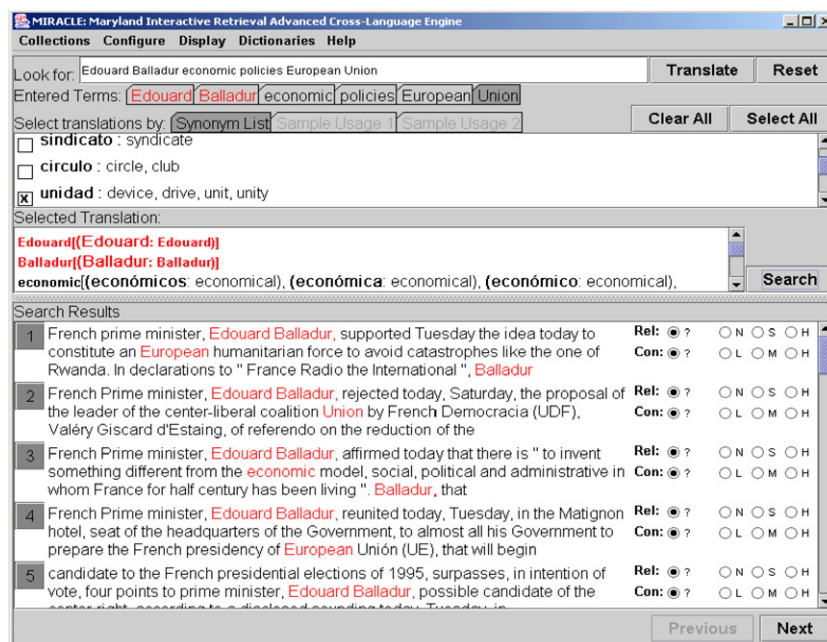 MIRACLE: Maryland Interactive Retrieval Advanced Cross-Language Engine
Collections Configure Display Dictionaries Help
Look for: Edouard Balladur economic policies European Union Translate Reset
Entered Terms: Edouard Balladur economic policies European Union
Select translations by: Synonym List Sample Usage 1 Sample Usage 2 Clear All Select All
sindicato : syndicate
circulo : circle, club
unidad : device, drive, unit, unity
Selected Translation:
Edouard[(Edouard: Edouard)]
Balladur[(Balladur: Balladur)]
economic[(económicos: economical), (económica: economical), (económico: economical),
Search
Search Results
1 French prime minister, Edouard Balladur, supported Tuesday the idea today to Rel: ? N S H
constitute an European humanitarian force to avoid catastrophes like the one of Con: ? L M H
Rwanda. In declarations to " France Radio the International ", Balladur
2 French Prime minister, Edouard Balladur, rejected today, Saturday, the proposal of Rel: ? N S H
the leader of the center-liberal coalition Union by French Democracia (UDF), Con: ? L M H
Valéry Giscard d'Estaing, of referendo on the reduction of the
3 French Prime Minister, Edouard Balladur, affirmed today that there is " to invent Rel: ? N S H
something different from the economic model, social, political and administrative in Con: ? L M H
whom France for half century has been living ". Balladur, that
4 French Prime Minister, Edouard Balladur, reunited today, Tuesday, in the Matignon Rel: ? N S H
hotel, seat of the headquarters of the Government, to almost all his Government to Con: ? L M H
prepare the French presidency of European Unión (UE), that will begin
5 candidate to the French presidential elections of 1995, surpasses, in intention of Rel: ? N S H
vote, four points to prime minister, Edouard Balladur, possible candidate of the Con: ? L M H
center-right, according to a disclosed sounding today, Tuesday, in
Previous Next